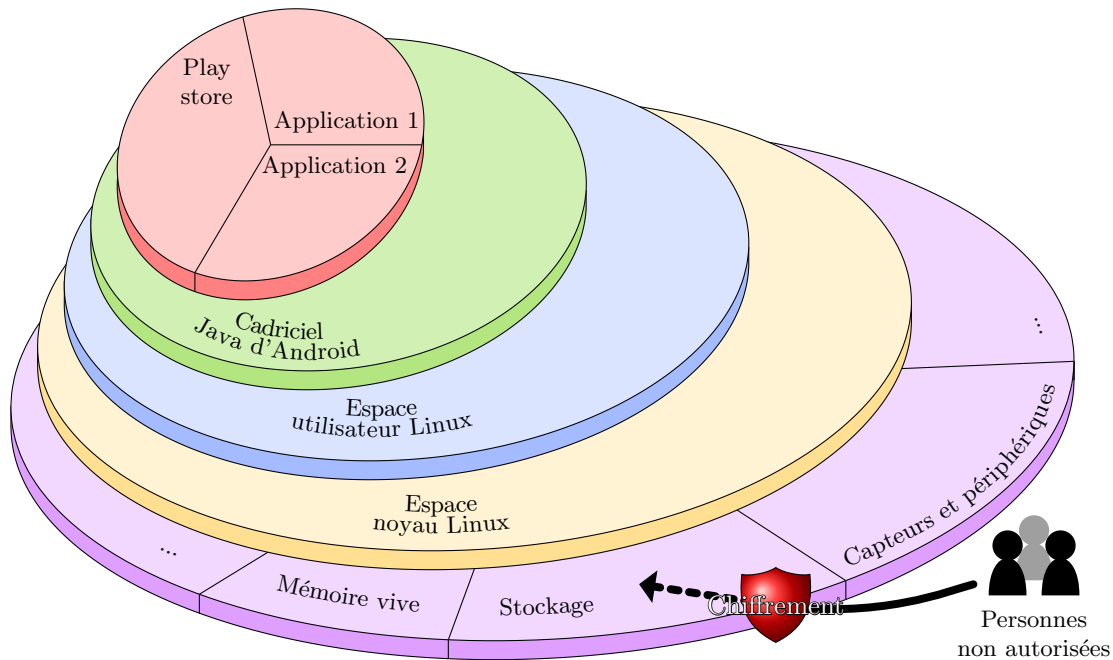 Play
store
Application 1
Application 2
Cadriciel
Java d'Android
Espace
utilisateur Linux
Espace
noyau Linux
...
Mémoire vive
Stockage
Capteurs et périphériques
...
Chiffrement
Personnes
non autorisées